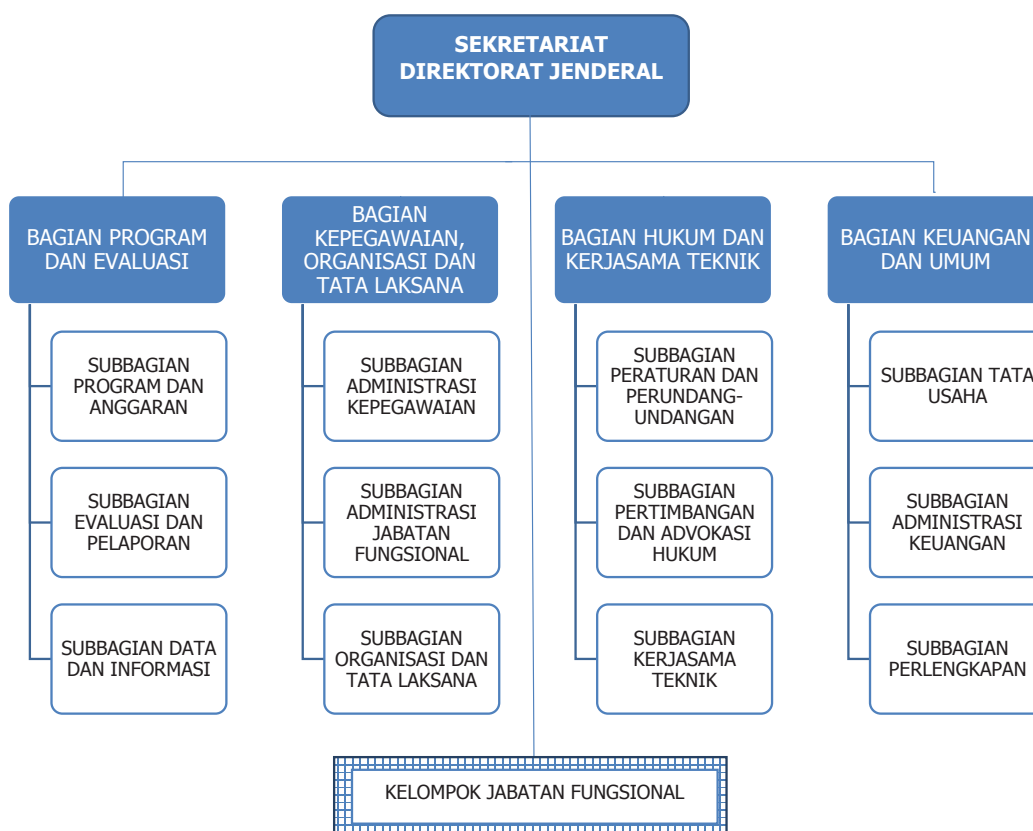 SEKRETARIAT
DIREKTORAT JENDERAL
BAGIAN PROGRAM
DAN EVALUASI
BAGIAN
KEPEGAWAIAN,
ORGANISASI DAN
TATA LAKSANA
BAGIAN HUKUM DAN
KERJASAMA TEKNIK
BAGIAN KEUANGAN
DAN UMUM
SUBBAGIAN
PROGRAM DAN
ANGGARAN
SUBBAGIAN
ADMINISTRASI
KEPEGAWAIAN
SUBBAGIAN
PERATURAN DAN
PERUNDANG-
UNDANGAN
SUBBAGIAN TATA
USAHA
SUBBAGIAN
EVALUASI DAN
PELAPORAN
SUBBAGIAN
ADMINISTRASI
JABATAN
FUNGSIONAL
SUBBAGIAN
PERTIMBANGAN
DAN ADVOKASI
HUKUM
SUBBAGIAN
ADMINISTRASI
KEUANGAN
SUBBAGIAN DATA
DAN INFORMASI
SUBBAGIAN
ORGANISASI DAN
TATA LAKSANA
SUBBAGIAN
KERJASAMA
TEKNIK
SUBBAGIAN
PERLENGKAPAN
KELOMPOK JABATAN FUNGSIONAL